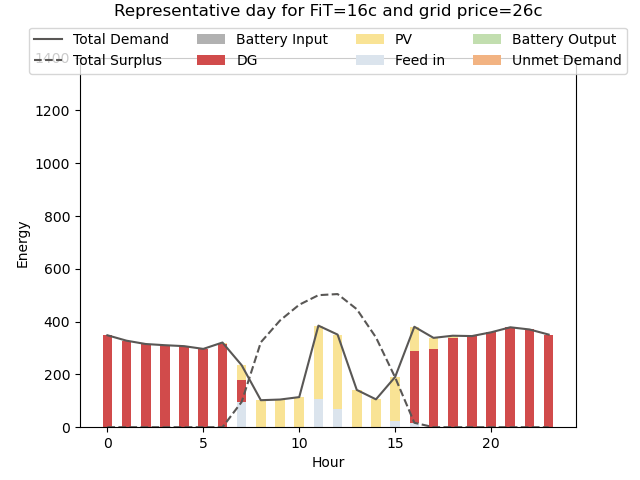 Representative day for FiT=16c and grid price=26c
Total Demand Battery Input PV Battery Output
Total Surplus DG Feed in Unmet Demand
1400
1200
1000
800
600
400
200
0
Energy
0 5 10 15 20
Hour